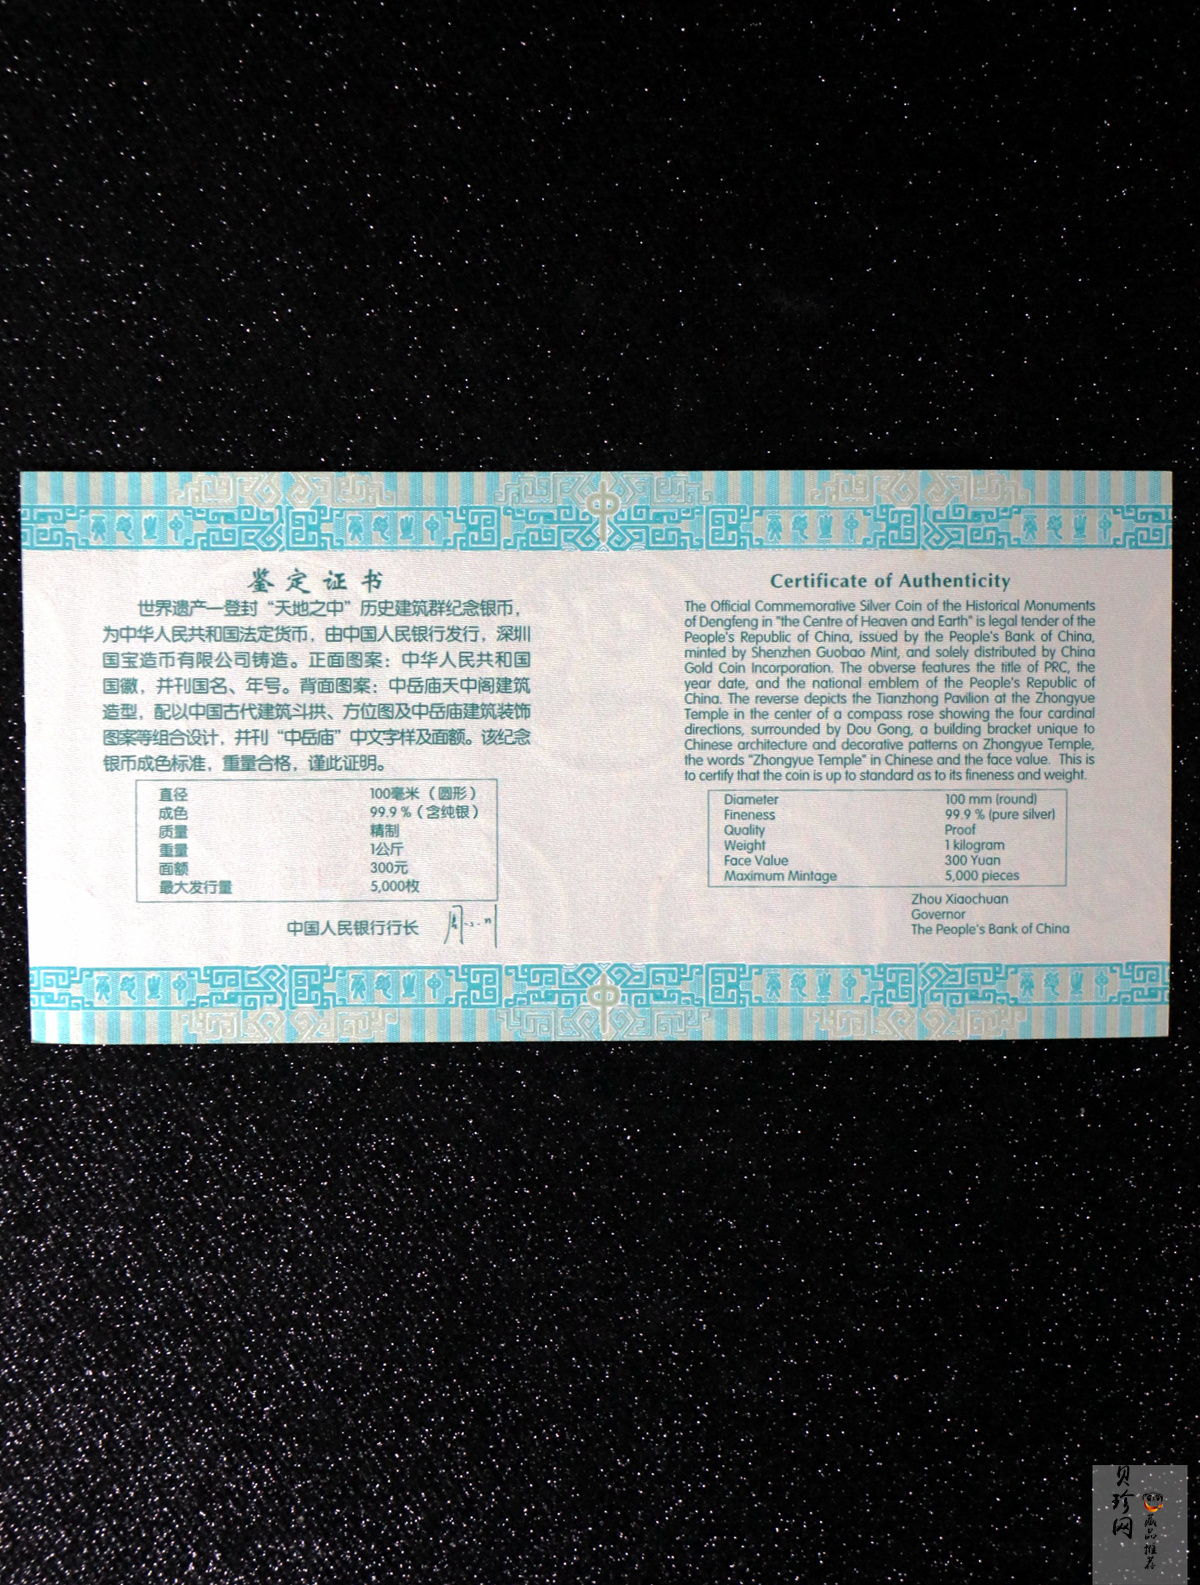 鉴定证书
世界遗产—登封“天地之中”历史建筑群纪念银币，
为中华人民共和国法定货币，由中国人民银行发行，深圳
国宝造币有限公司铸造。正面图案：中华人民共和国
国徽，并刊国名、年号。背面图案：中岳庙天中阁建筑
造型，配以中国古代建筑斗拱、方位图及中岳庙建筑装饰
图案等组合设计，并刊“中岳庙”中文字样及面额。该纪念
银币成色标准，重量合格，谨此证明。
直径 100毫米（圆形）
成色 99.9％（含纯银）
质量 精制
重量 1公斤
面额 300元
最大发行量 5,000枚
中国人民银行行长
Certificate of Authenticity
The Official Commemorative Silver Coin of the Historical Monuments
of Dengfeng in "the Centre of Heaven and Earth" is legal tender of the
People's Republic of China, issued by the People's Bank of China,
minted by Shenzhen Guobao Mint, and solely distributed by China
Gold Coin Incorporation. The obverse features the title of PRC, the
year date, and the national emblem of the People's Republic of
China. The reverse depicts the Tianzhong Pavilion at the Zhongyue
Temple in the center of a compass rose showing the four cardinal
directions, surrounded by Dou Gong, a building bracket unique to
Chinese architecture and decorative patterns on Zhongyue Temple,
the words "Zhongyue Temple" in Chinese and the face value. This is
to certify that the coin is up to standard as to its fineness and weight.
Diameter 100 mm (round)
Fineness 99.9 % (pure silver)
Quality Proof
Weight 1 kilogram
Face Value 300 Yuan
Maximum Mintage 5,000 pieces
Zhou Xiaochuan
Governor
The People's Bank of China
贝珍网
藏品推荐